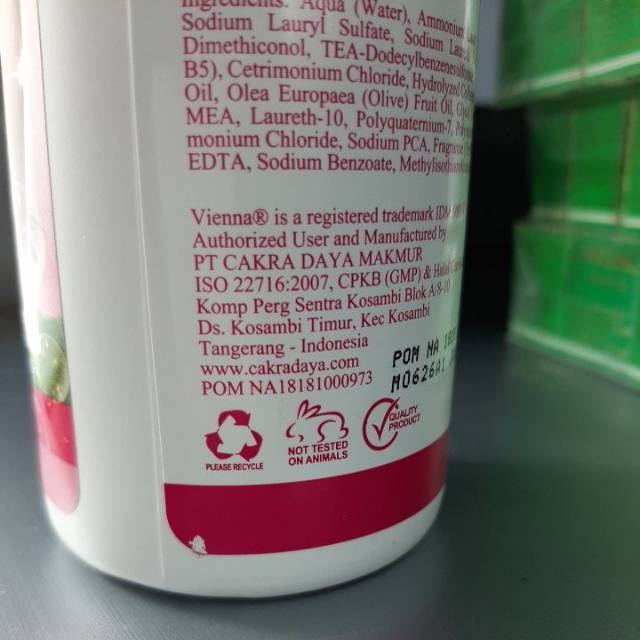 Ingredients: Aqua (Water), Ammonium
Sodium Lauryl Sulfate, Sodium
Dimethiconol, TEA-Dodecylbenzenesulfonate
B5), Cetrimonium Chloride, Hydrolyzed
Oil, Olea Europaea (Olive) Fruit Oil,
MEA, Laureth-10, Polyquaternium-7,
monium Chloride, Sodium PCA, Fragrance
EDTA, Sodium Benzoate,
Vienna® is a registered trademark
Authorized User and Manufactured by
PT CAKRA DAYA MAKMUR
ISO 22716:2007, CPKB (GMP) & Halal
Komp Perg Sentra Kosambi Blok A/8-10
Ds. Kosambi Timur, Kec Kosambi
Tangerang - Indonesia
www.cakradaya.com
POM NA18181000973
POM NA
M0626A1
PLEASE RECYCLE
NOT TESTED
ON ANIMALS
QUALITY
PRODUCT